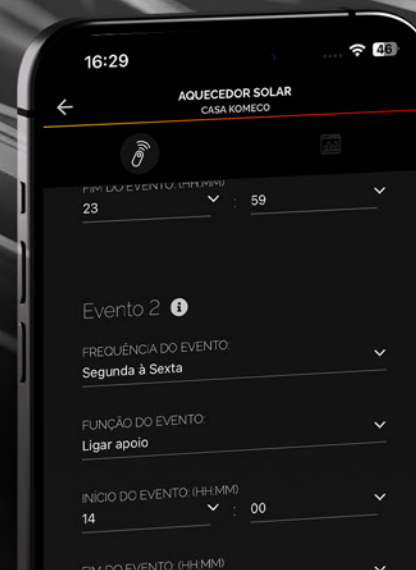 16:29
46
AQUECEDOR SOLAR
CASA KOMECO
FIM DO EVENTO: (HH:MM)
23 : 59
Evento 2
FREQUÊNCIA DO EVENTO:
Segunda à Sexta
FUNÇÃO DO EVENTO:
Ligar apoio
INÍCIO DO EVENTO: (HH:MM)
14 : 00
FIM DO EVENTO: (HH:MM)